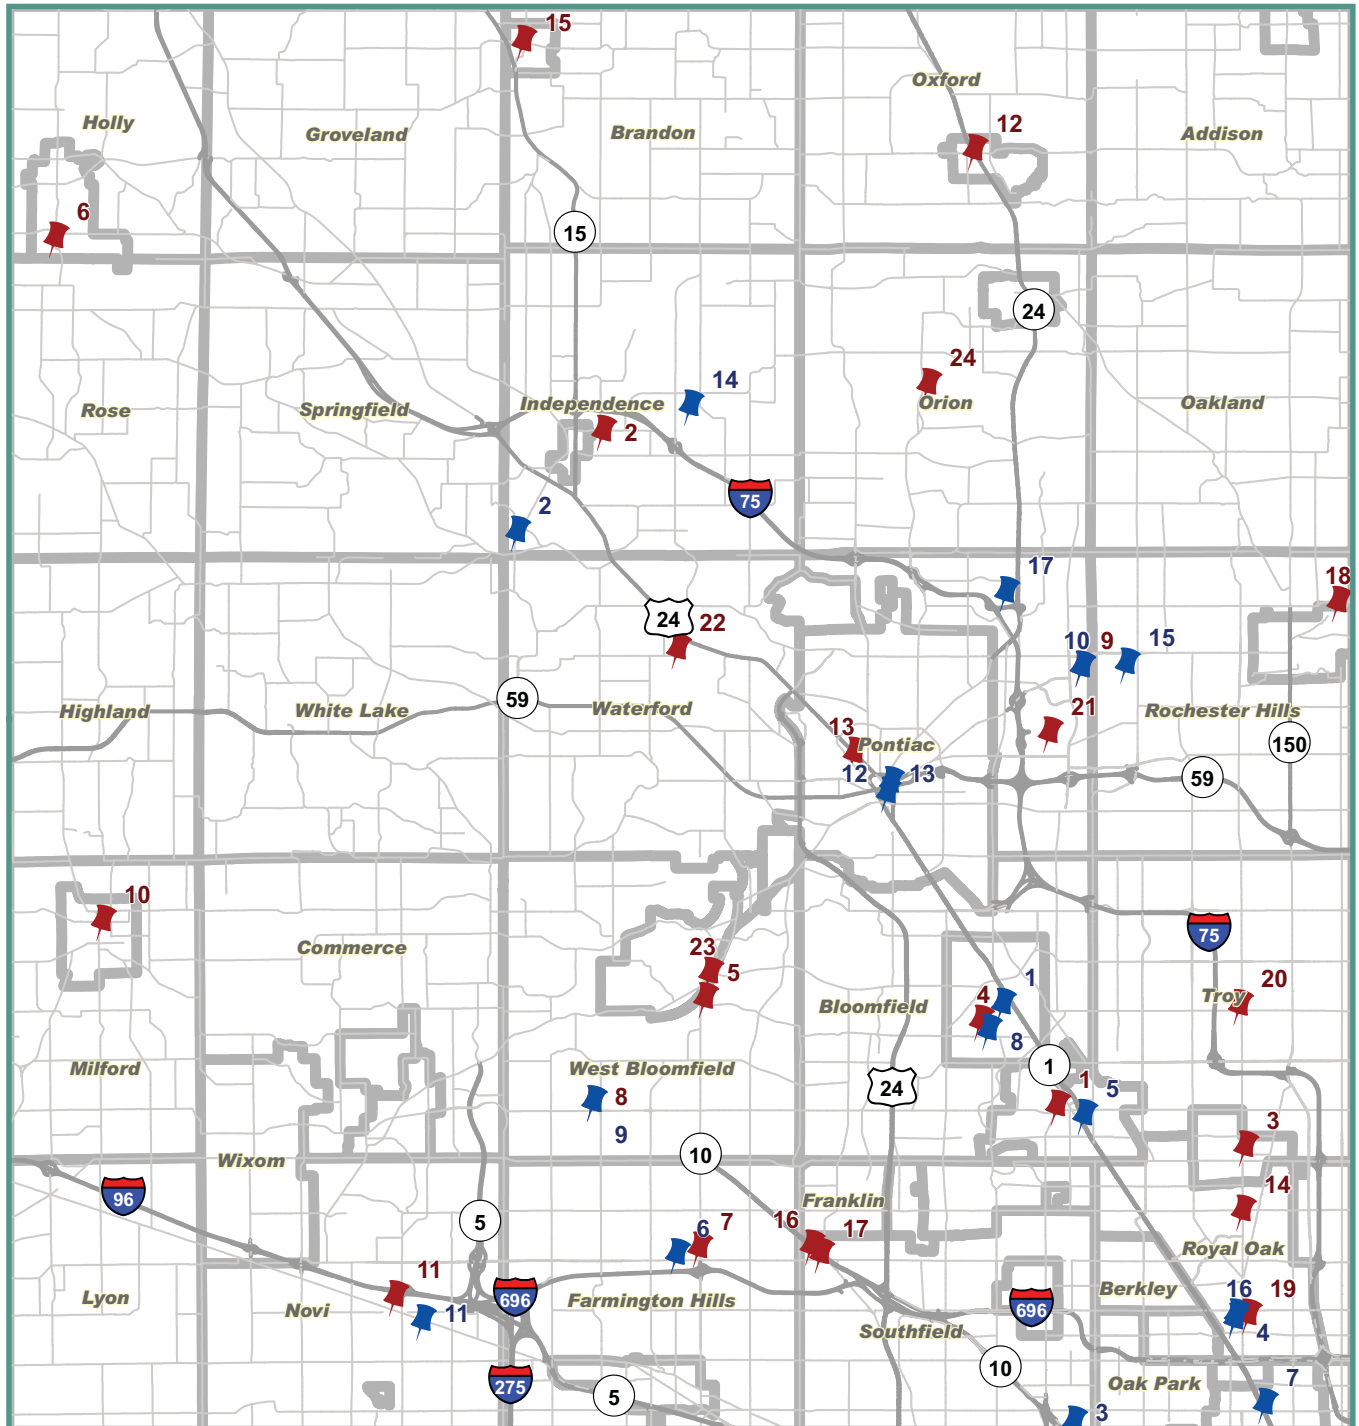 15
Oxford
12
Holly
Groveland
Brandon
Addison
6
15
24
24
14
Rose
Springfield
Independence
Orion
Oakland
2
75
2
17
18
24
22
10
9
15
59
21
Highland
White Lake
Waterford
Rochester Hills
13
Pontiac
150
12
13
59
10
75
Commerce
23
5
1
20
4
Troy
Bloomfield
8
Milford
West Bloomfield
1
24
1
5
8
3
9
10
Wixom
96
14
Franklin
5
16
17
6
7
Royal Oak
11
Lyon
Novi
696
Farmington Hills
Berkley
16
19
11
696
4
Southfield
10
275
5
Oak Park
7
3